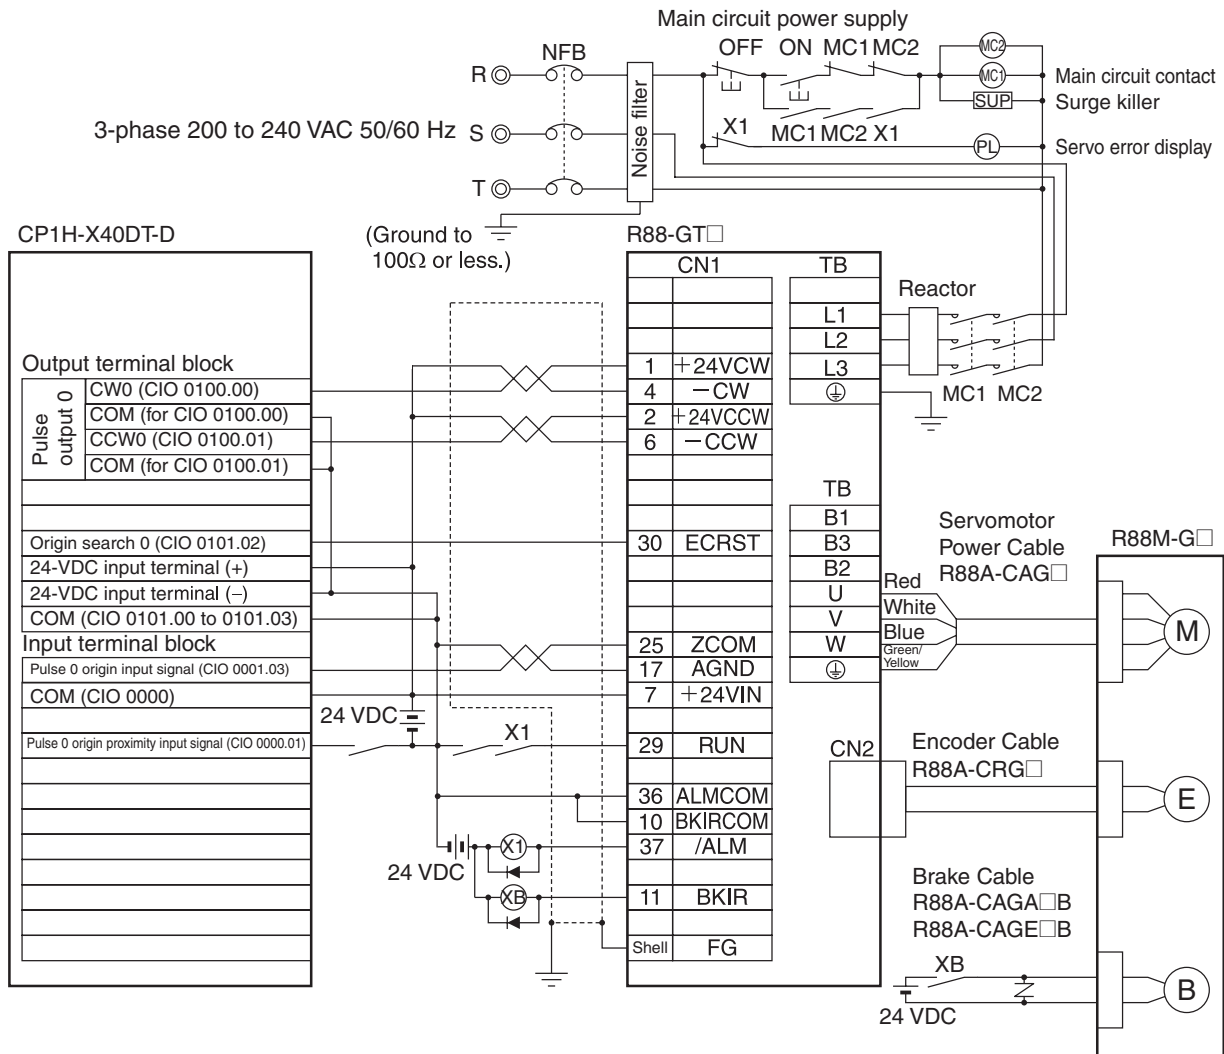 Main circuit power supply
NFB
OFF ON MC1 MC2
MC2
R
MC1
Main circuit contact
SUP
Surge killer
3-phase 200 to 240 VAC 50/60 Hz
S
Noise filter
X1
MC1 MC2 X1
PL
Servo error display
T
CP1H-X40DT-D
(Ground to
100Ω or less.)
R88-GT□
CN1
TB
Reactor
L1
L2
L3
MC1 MC2
Output terminal block
Pulse
output 0
CW0 (CIO 0100.00)
COM (for CIO 0100.00)
CCW0 (CIO 0100.01)
COM (for CIO 0100.01)
1 +24VCW
4 −CW
2 +24VCCW
6 −CCW
Origin search 0 (CIO 0101.02)
24-VDC input terminal (+)
24-VDC input terminal (−)
COM (CIO 0101.00 to 0101.03)
30 ECRST
TB
B1
B3
B2
U
V
W
Red
White
Blue
Green/
Yellow
Servomotor
Power Cable
R88A-CAG□
R88M-G□
M
Input terminal block
Pulse 0 origin input signal (CIO 0001.03)
COM (CIO 0000)
25 ZCOM
17 AGND
7 +24VIN
24 VDC
Pulse 0 origin proximity input signal (CIO 0000.01)
X1
29 RUN
CN2
Encoder Cable
R88A-CRG□
E
36 ALMCOM
10 BKIRCOM
37 /ALM
X1
24 VDC
XB
11 BKIR
Shell FG
Brake Cable
R88A-CAGA□B
R88A-CAGE□B
XB
24 VDC
B